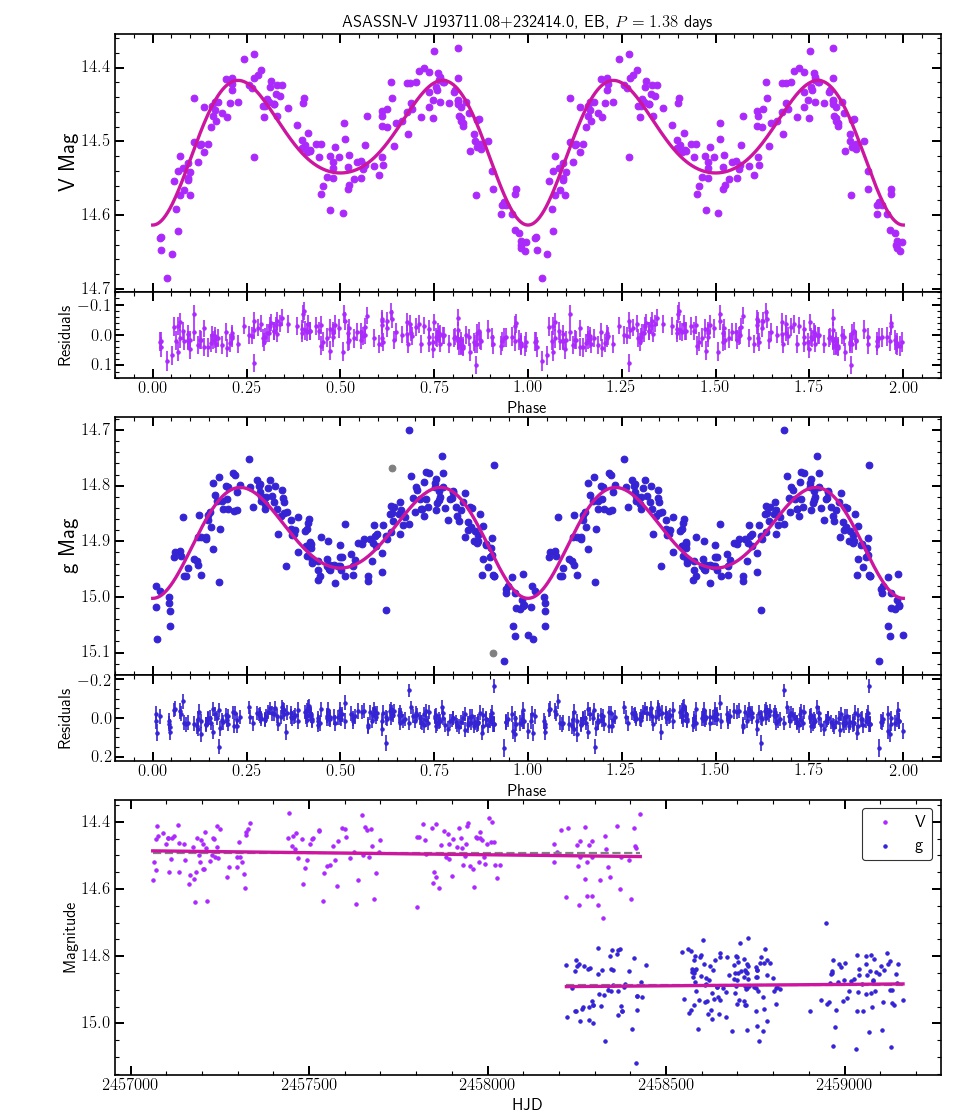 ASASSN-V J193711.08+232414.0, EB, P = 1.38 days
14.4
14.5
14.6
14.7
V Mag
−0.1
0.0
0.1
Residuals
0.00 0.25 0.50 0.75 1.00 1.25 1.50 1.75 2.00
Phase
14.7
14.8
14.9
15.0
15.1
g Mag
−0.2
0.0
0.2
Residuals
0.00 0.25 0.50 0.75 1.00 1.25 1.50 1.75 2.00
Phase
V
g
14.4
14.6
14.8
15.0
Magnitude
2457000 2457500 2458000 2458500 2459000
HJD